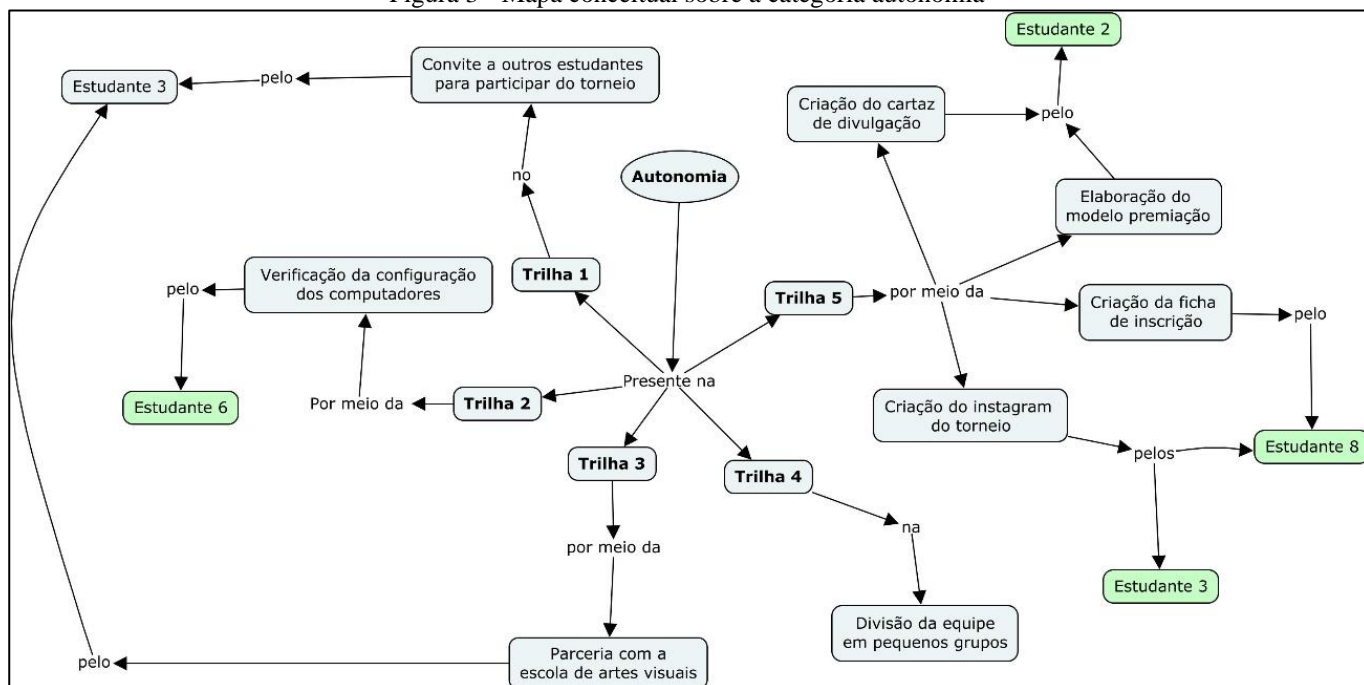 Figura 3 - Mapa conceitual sobre a categoria autonomia
Estudante 2
Convite a outros estudantes
para participar do torneio
pelo
Estudante 3
Criação do cartaz
de divulgação
pelo
no
Autonomia
Elaboração do
modelo premiação
Verificação da configuração
dos computadores
pelo
Trilha 1
Trilha 5
por meio da
Criação da ficha
de inscrição
pelo
Presente na
Estudante 6
Por meio da
Trilha 2
Criação do instagram
do torneio
Trilha 3
Trilha 4
pelos
Estudante 8
na
por meio da
Estudante 3
Divisão da equipe
em pequenos grupos
pelo
Parceria com a
escola de artes visuais